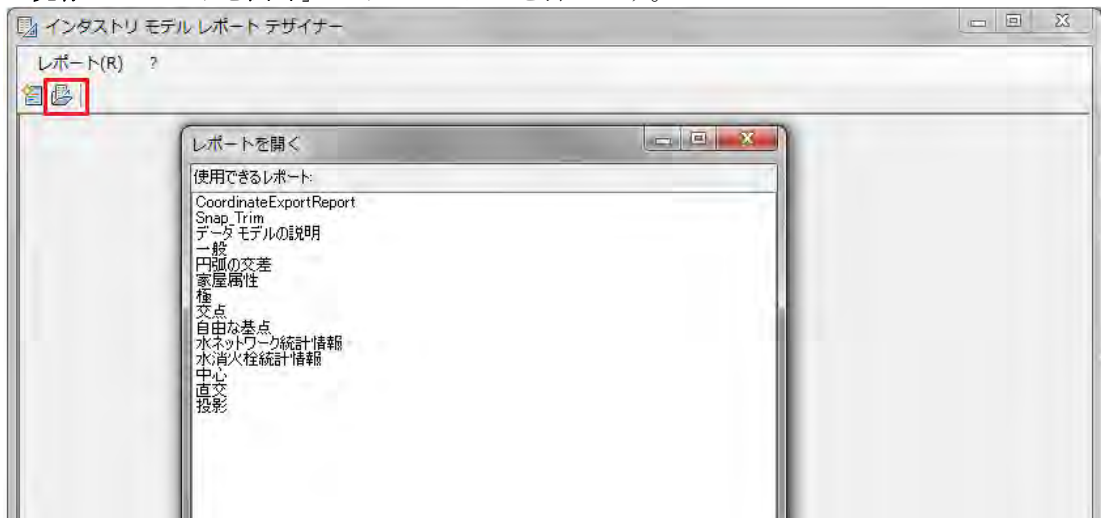 インダストリ モデル レポート デザイナー
レポート(R) ?
レポートを開く
使用できるレポート:
CoordinateExportReport
Snap_Trim
データ モデルの説明
一般
円弧の交差
家屋属性
極
交点
自由な基点
水ネットワーク統計情報
水消火栓統計情報
中心
直交
投影